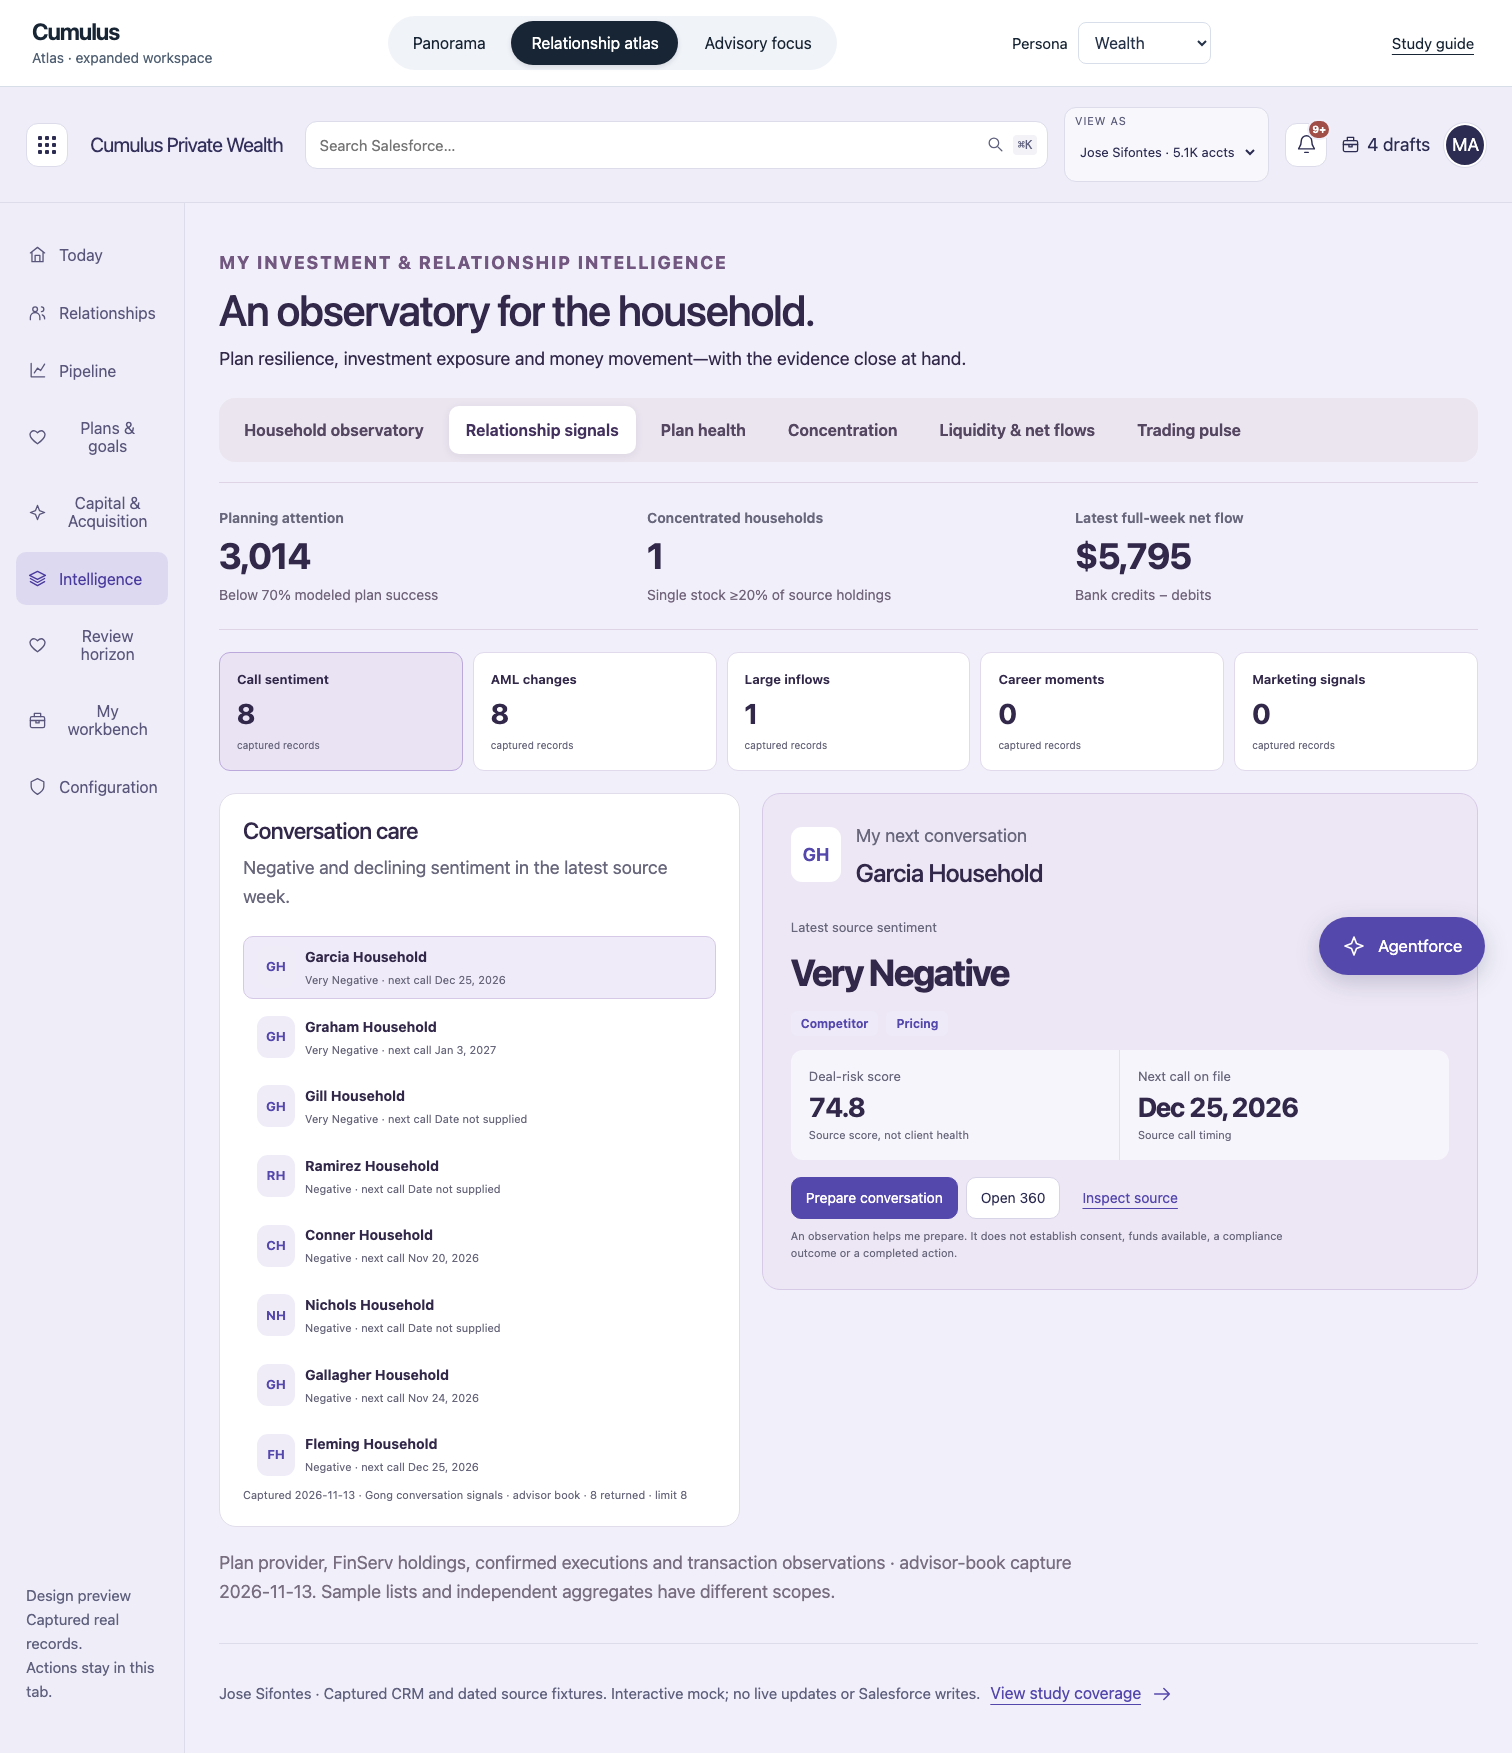 Cumulus
Atlas · expanded workspace
Panorama
Relationship atlas
Advisory focus
Persona
Wealth
Study guide
Cumulus Private Wealth
Search Salesforce...
⌘K
VIEW AS
Jose Sifontes · 5.1K accts
9+
4 drafts
MA
Today
Relationships
Pipeline
Plans &
goals
Capital &
Acquisition
Intelligence
Review
horizon
My
workbench
Configuration
Design preview
Captured real
records.
Actions stay in this
tab.
MY INVESTMENT & RELATIONSHIP INTELLIGENCE
An observatory for the household.
Plan resilience, investment exposure and money movement—with the evidence close at hand.
Household observatory
Relationship signals
Plan health
Concentration
Liquidity & net flows
Trading pulse
Planning attention
3,014
Below 70% modeled plan success
Concentrated households
1
Single stock ≥20% of source holdings
Latest full-week net flow
$5,795
Bank credits – debits
Call sentiment
8
captured records
AML changes
8
captured records
Large inflows
1
captured records
Career moments
0
captured records
Marketing signals
0
captured records
Conversation care
Negative and declining sentiment in the latest source
week.
GH
Garcia Household
Very Negative · next call Dec 25, 2026
GH
Graham Household
Very Negative · next call Jan 3, 2027
GH
Gill Household
Very Negative · next call Date not supplied
RH
Ramirez Household
Negative · next call Date not supplied
CH
Conner Household
Negative · next call Nov 20, 2026
NH
Nichols Household
Negative · next call Date not supplied
GH
Gallagher Household
Negative · next call Nov 24, 2026
FH
Fleming Household
Negative · next call Dec 25, 2026
Captured 2026-11-13 · Gong conversation signals · advisor book · 8 returned · limit 8
GH
My next conversation
Garcia Household
Latest source sentiment
Very Negative
Competitor
Pricing
Deal-risk score
74.8
Source score, not client health
Next call on file
Dec 25, 2026
Source call timing
Prepare conversation
Open 360
Inspect source
An observation helps me prepare. It does not establish consent, funds available, a compliance
outcome or a completed action.
Agentforce
Plan provider, FinServ holdings, confirmed executions and transaction observations · advisor-book capture
2026-11-13. Sample lists and independent aggregates have different scopes.
Jose Sifontes · Captured CRM and dated source fixtures. Interactive mock; no live updates or Salesforce writes.
View study coverage